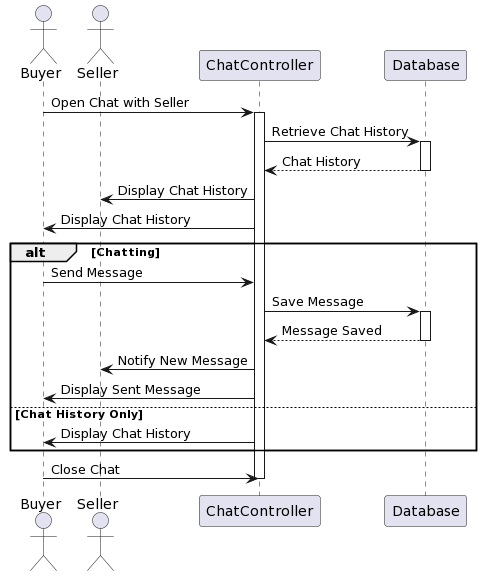 Buyer Seller ChatController Database
Open Chat with Seller
Retrieve Chat History
Chat History
Display Chat History
Display Chat History
alt [Chatting]
Send Message
Save Message
Message Saved
Notify New Message
Display Sent Message
[Chat History Only]
Display Chat History
Close Chat
Buyer Seller ChatController Database